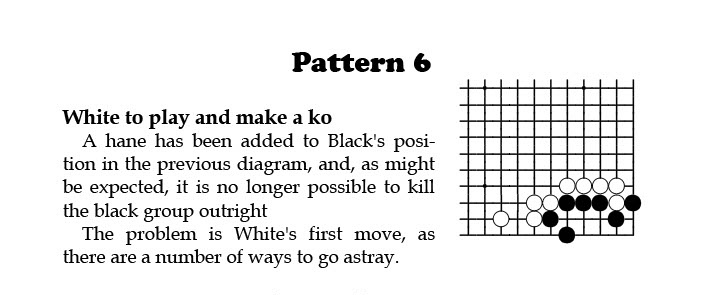 Pattern 6
White to play and make a ko
A hane has been added to Black's posi-
tion in the previous diagram, and, as might
be expected, it is no longer possible to kill
the black group outright
The problem is White's first move, as
there are a number of ways to go astray.